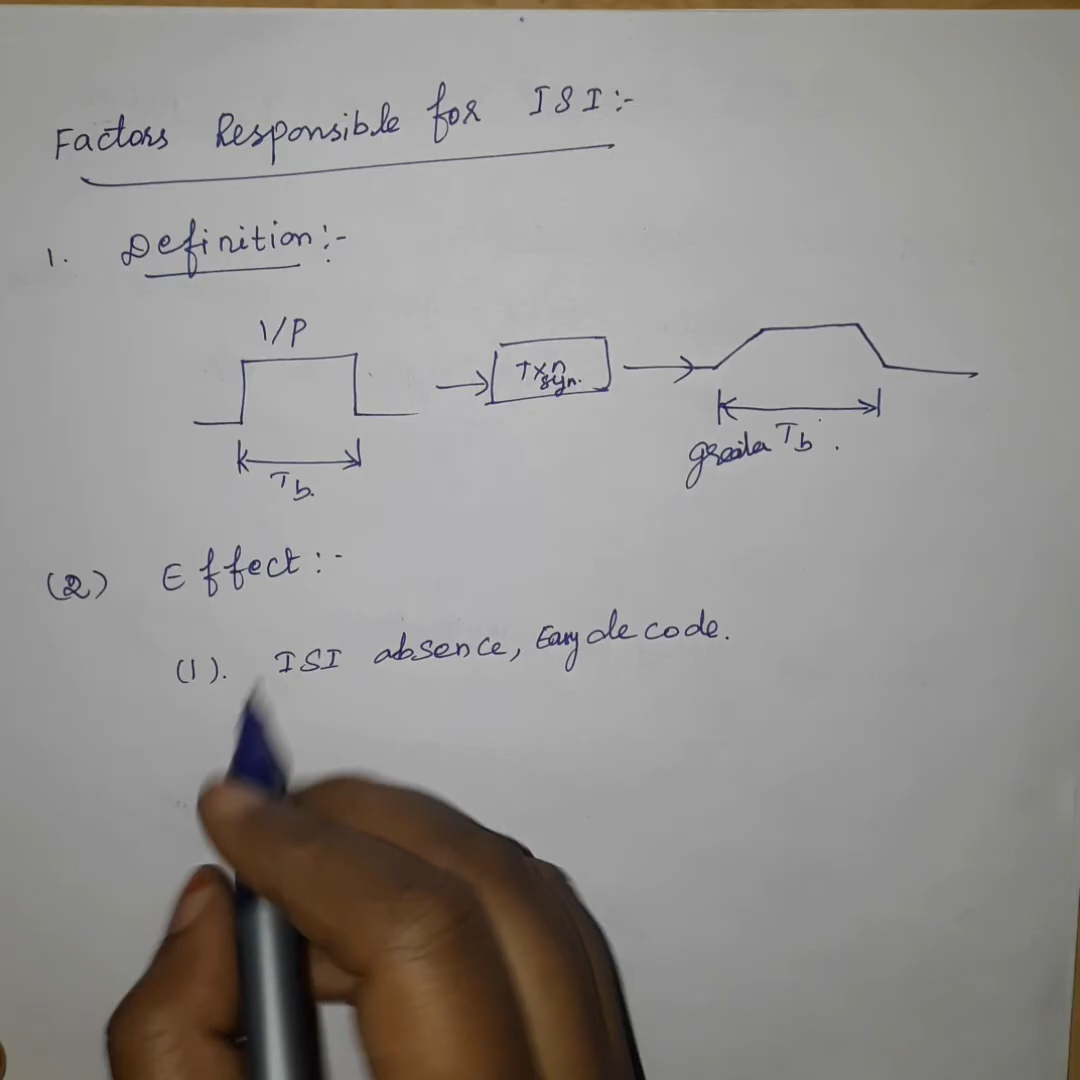 Factors Responsible for ISI:-
1. Definition:-
I/P
Txn
syn.
Tb.
greater Tb.
(2) Effect:-
(1). ISI absence, Easy decode.